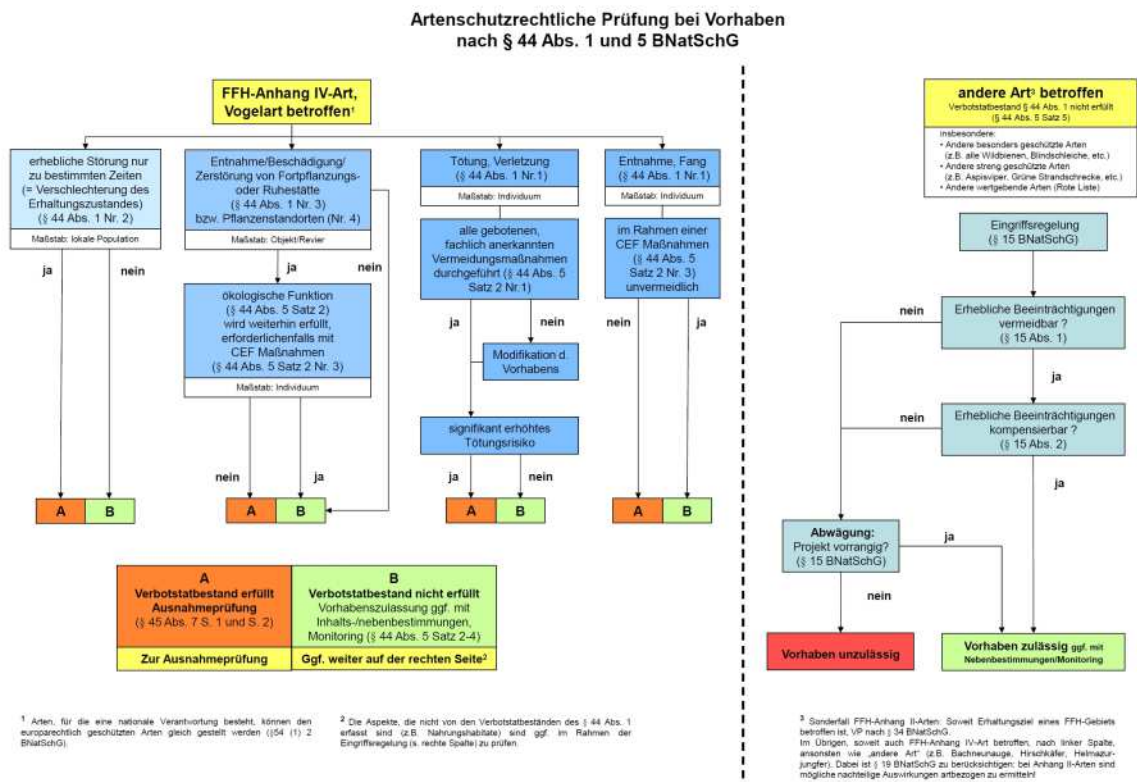 Artenschutzrechtliche Prüfung bei Vorhaben
nach § 44 Abs. 1 und 5 BNatSchG
FFH-Anhang IV-Art,
Vogelart betroffen¹
erhebliche Störung nur
zu bestimmten Zeiten
(= Verschlechterung des
Erhaltungszustandes)
(§ 44 Abs. 1 Nr. 2)
Maßstab: lokale Population
ja
nein
Entnahme/Beschädigung/
Zerstörung von Fortpflanzungs-
oder Ruhestätte
(§ 44 Abs. 1 Nr. 3)
bzw. Pflanzenstandorten (Nr. 4)
Maßstab: Objekt/Revier
ja
nein
ökologische Funktion
(§ 44 Abs. 5 Satz 2)
wird weiterhin erfüllt,
erforderlichenfalls mit
CEF Maßnahmen
(§ 44 Abs. 5 Satz 2 Nr. 3)
Maßstab: Individuum
nein
ja
Tötung, Verletzung
(§ 44 Abs. 1 Nr.1)
Maßstab: Individuum
alle gebotenen,
fachlich anerkannten
Vermeidungsmaßnahmen
durchgeführt (§ 44 Abs. 5
Satz 2 Nr.1)
ja
nein
Modifikation d.
Vorhabens
signifikant erhöhtes
Tötungsrisiko
ja
nein
Entnahme, Fang
(§ 44 Abs. 1 Nr.1)
Maßstab: Individuum
im Rahmen einer
CEF Maßnahmen
(§ 44 Abs. 5
Satz 2 Nr. 3)
unvermeidlich
nein
ja
A B
A B
A B
A B
A
Verbotstatbestand erfüllt
Ausnahmeprüfung
(§ 45 Abs. 7 S. 1 und S. 2)
Zur Ausnahmeprüfung
B
Verbotstatbestand nicht erfüllt
Vorhabenszulassung ggf. mit
Inhalts-/nebenbestimmungen,
Monitoring (§ 44 Abs. 5 Satz 2-4)
Ggf. weiter auf der rechten Seite²
¹ Arten, für die eine nationale Verantwortung besteht, können den
europarechtlich geschützten Arten gleich gestellt werden (§54 (1) 2
BNatSchG).
² Die Aspekte, die nicht von den Verbotstatbeständen des § 44 Abs. 1
erfasst sind (z.B. Nahrungshabitate) sind ggf. im Rahmen der
Eingriffsregelung (s. rechte Spalte) zu prüfen.
andere Art³ betroffen
Verbotstatbestand § 44 Abs. 1 nicht erfüllt
(§ 44 Abs. 5 Satz 5)
insbesondere:
• Andere besonders geschützte Arten
(z.B. alle Wildbienen, Blindschleiche, etc.)
• Andere streng geschützte Arten
(z.B. Aspisviper, Grüne Strandschrecke, etc.)
• Andere wertgebende Arten (Rote Liste)
Eingriffsregelung
(§ 15 BNatSchG)
Erhebliche Beeinträchtigungen
vermeidbar ?
(§ 15 Abs. 1)
nein
ja
Erhebliche Beeinträchtigungen
kompensierbar ?
(§ 15 Abs. 2)
nein
ja
Abwägung:
Projekt vorrangig?
(§ 15 BNatSchG)
ja
nein
Vorhaben unzulässig
Vorhaben zulässig ggf. mit
Nebenbestimmungen/Monitoring
³ Sonderfall FFH-Anhang II-Arten: Soweit Erhaltungsziel eines FFH-Gebiets
betroffen ist, VP nach § 34 BNatSchG.
Im Übrigen, soweit auch FFH-Anhang IV-Art betroffen, nach linker Spalte,
ansonsten wie „andere Art“ (z.B. Bachneunauge, Hirschkäfer, Helmazur-
jungfer). Dabei ist § 19 BNatSchG zu berücksichtigen: bei Anhang II-Arten sind
mögliche nachteilige Auswirkungen artbezogen zu ermitteln!